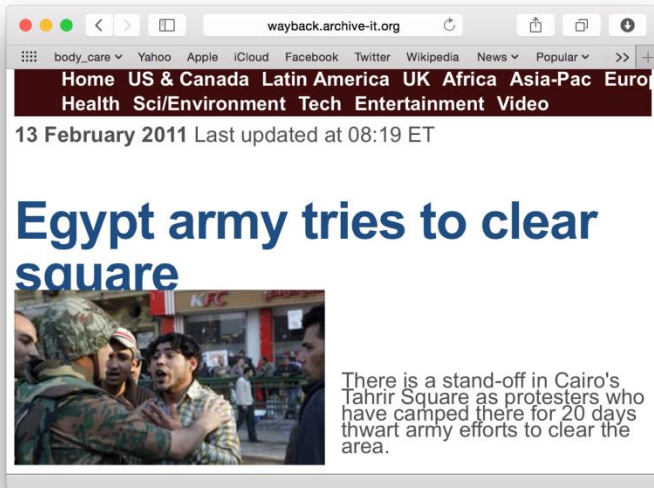 wayback.archive-it.org
body_care Yahoo Apple iCloud Facebook Twitter Wikipedia News Popular >> +
Home US & Canada Latin America UK Africa Asia-Pac
Health Sci/Environment Tech Entertainment Video
13 February 2011 Last updated at 08:19 ET
Egypt army tries to clear
square
KFC
There is a stand-off in Cairo's
Tahrir Square as protesters who
have camped there for 20 days
thwart army efforts to clear the
area.